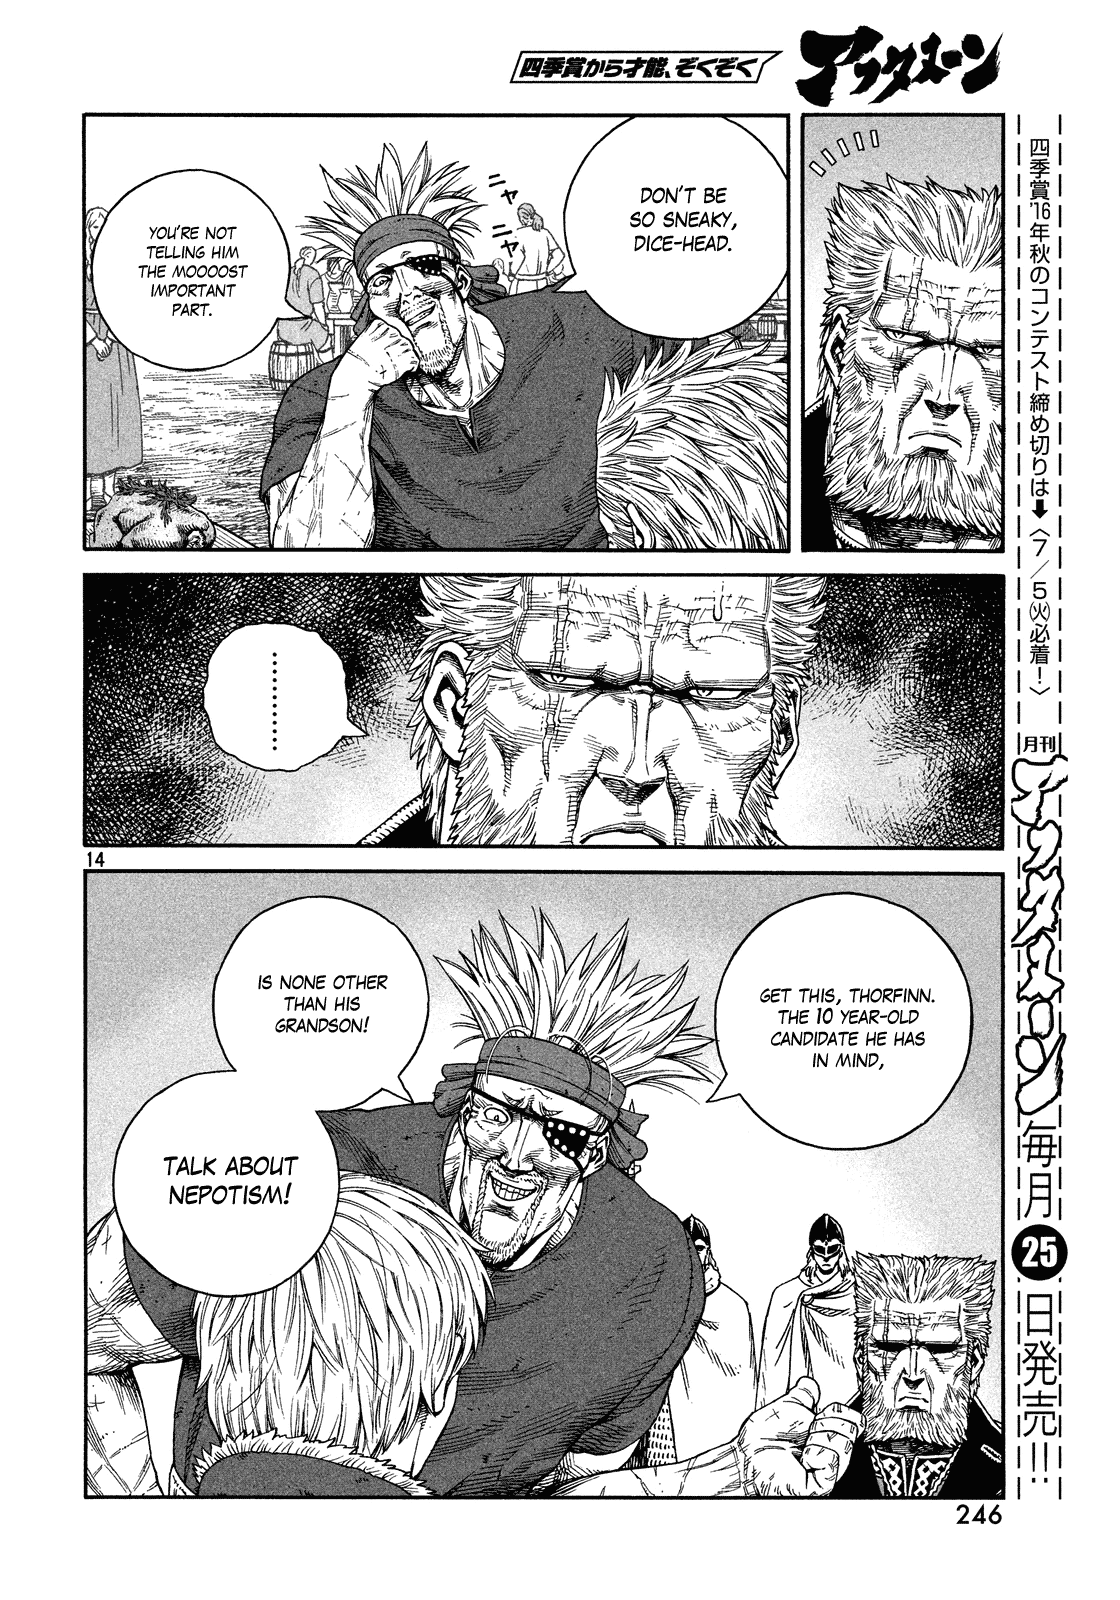 四季賞から才能、ぞくぞく
アフタヌーン
DON'T BE
SO SNEAKY,
DICE-HEAD.
ニヤ
ニヤ
YOU'RE NOT
TELLING HIM
THE MOOOOST
IMPORTANT
PART.
………
14
GET THIS, THORFINN.
THE 10 YEAR-OLD
CANDIDATE HE HAS
IN MIND,
IS NONE OTHER
THAN HIS
GRANDSON!
TALK ABOUT
NEPOTISM!
四季賞'16年秋のコンテスト締め切りは➡〈7/5㈫必着!〉
月刊
アフタヌーン
毎月25日発売!!
246